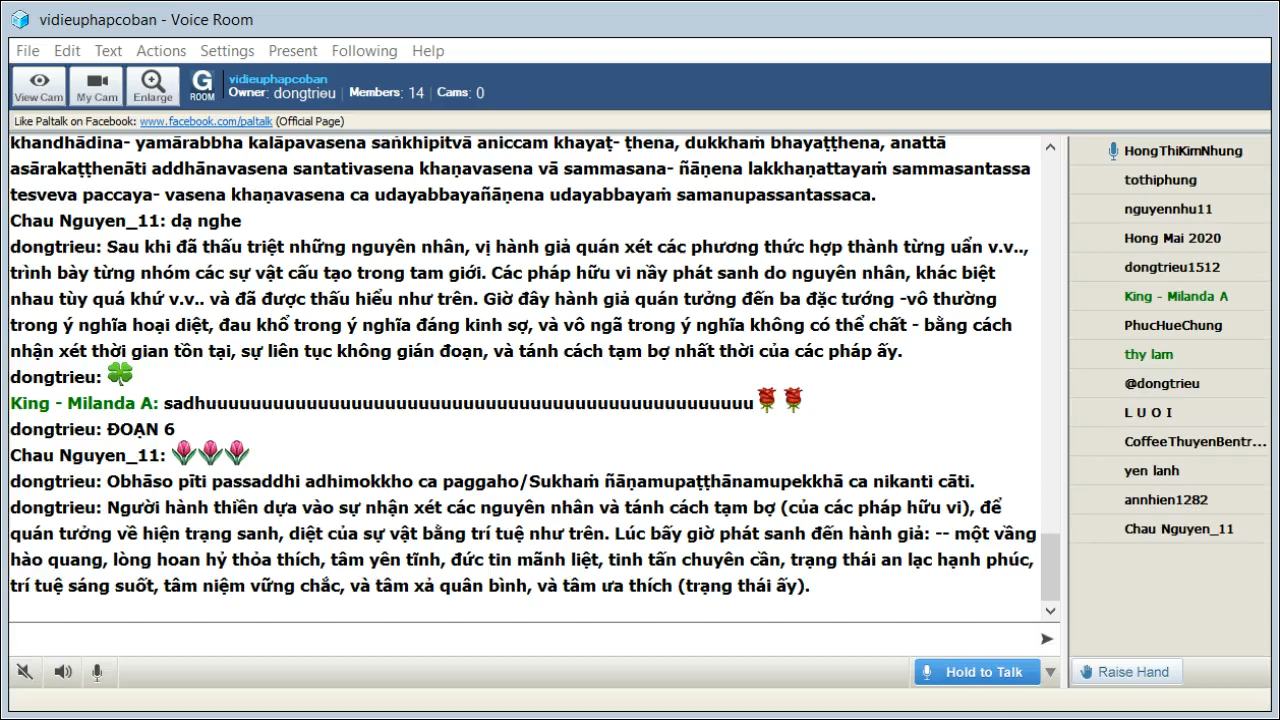 vidieuphapcoban - Voice Room
File Edit Text Actions Settings Present Following Help
View Cam My Cam Enlarge G ROOM
vidieuphapcoban
Owner: dongtrieu | Members: 14 | Cams: 0
Like Paltalk on Facebook: www.facebook.com/paltalk (Official Page)
khandhādina- yamārabbha kalāpavasena saṅkhipitvā aniccam khayaṭ- ṭhena, dukkhaṁ bhayaṭṭhena, anattā
asārakaṭṭhenāti addhānavasena santativasena khaṇavasena vā sammasana- ñāṇena lakkhaṇattayaṁ sammasantassa
tesveva paccaya- vasena khaṇavasena ca udayabbayañāṇena udayabbayaṁ samanupassantassaca.
Chau Nguyen_11: dạ nghe
dongtrieu: Sau khi đã thấu triệt những nguyên nhân, vị hành giả quán xét các phương thức hợp thành từng uẩn v.v..,
trình bày từng nhóm các sự vật cấu tạo trong tam giới. Các pháp hữu vi nầy phát sanh do nguyên nhân, khác biệt
nhau tùy quá khứ v.v.. và đã được thấu hiểu như trên. Giờ đây hành giả quán tưởng đến ba đặc tướng -vô thường
trong ý nghĩa hoại diệt, đau khổ trong ý nghĩa đáng kinh sợ, và vô ngã trong ý nghĩa không có thể chất - bằng cách
nhận xét thời gian tồn tại, sự liên tục không gián đoạn, và tánh cách tạm bợ nhất thời của các pháp ấy.
dongtrieu:
King - Milanda A: sadhuuuuuuuuuuuuuuuuuuuuuuuuuuuuuuuuuuuuuuuuuuuuuuuuu
dongtrieu: ĐOẠN 6
Chau Nguyen_11:
dongtrieu: Obhāso pīti passaddhi adhimokkho ca paggaho/Sukhaṁ ñāṇamupaṭṭhānamupekkhā ca nikanti cāti.
dongtrieu: Người hành thiền dựa vào sự nhận xét các nguyên nhân và tánh cách tạm bợ (của các pháp hữu vi), để
quán tưởng về hiện trạng sanh, diệt của sự vật bằng trí tuệ như trên. Lúc bấy giờ phát sanh đến hành giả: -- một vầng
hào quang, lòng hoan hỷ thỏa thích, tâm yên tĩnh, đức tin mãnh liệt, tinh tấn chuyên cần, trạng thái an lạc hạnh phúc,
trí tuệ sáng suốt, tâm niệm vững chắc, và tâm xả quân bình, và tâm ưa thích (trạng thái ấy).
HongThiKimNhung
tothiphung
nguyennhu11
Hong Mai 2020
dongtrieu1512
King - Milanda A
PhucHueChung
thy lam
@dongtrieu
L U O I
CoffeeThuyenBentr...
yen lanh
annhien1282
Chau Nguyen_11
Hold to Talk
Raise Hand